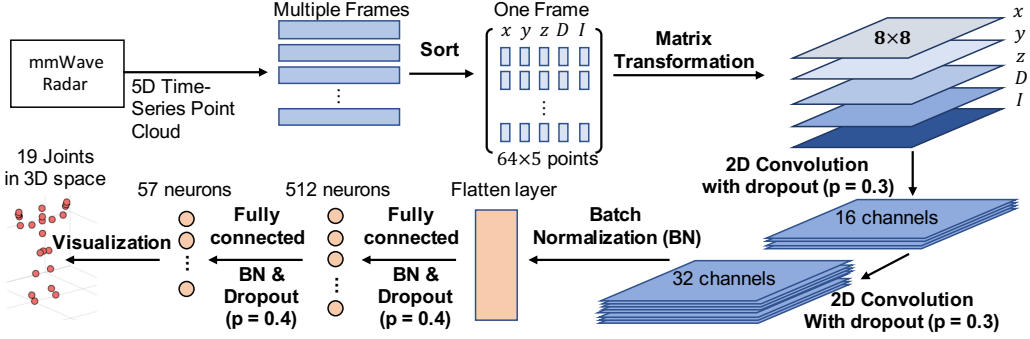 mmWave
Radar
5D Time-
Series Point
Cloud
Multiple Frames
⋮
Sort
One Frame
x y z D I
⋮
64×5 points
Matrix
Transformation
8×8
x
y
z
D
I
2D Convolution
with dropout (p = 0.3)
16 channels
2D Convolution
With dropout (p = 0.3)
32 channels
Batch
Normalization (BN)
Flatten layer
Fully
connected
BN &
Dropout
(p = 0.4)
512 neurons
⋮
Fully
connected
BN &
Dropout
(p = 0.4)
57 neurons
⋮
Visualization
19 Joints
in 3D space